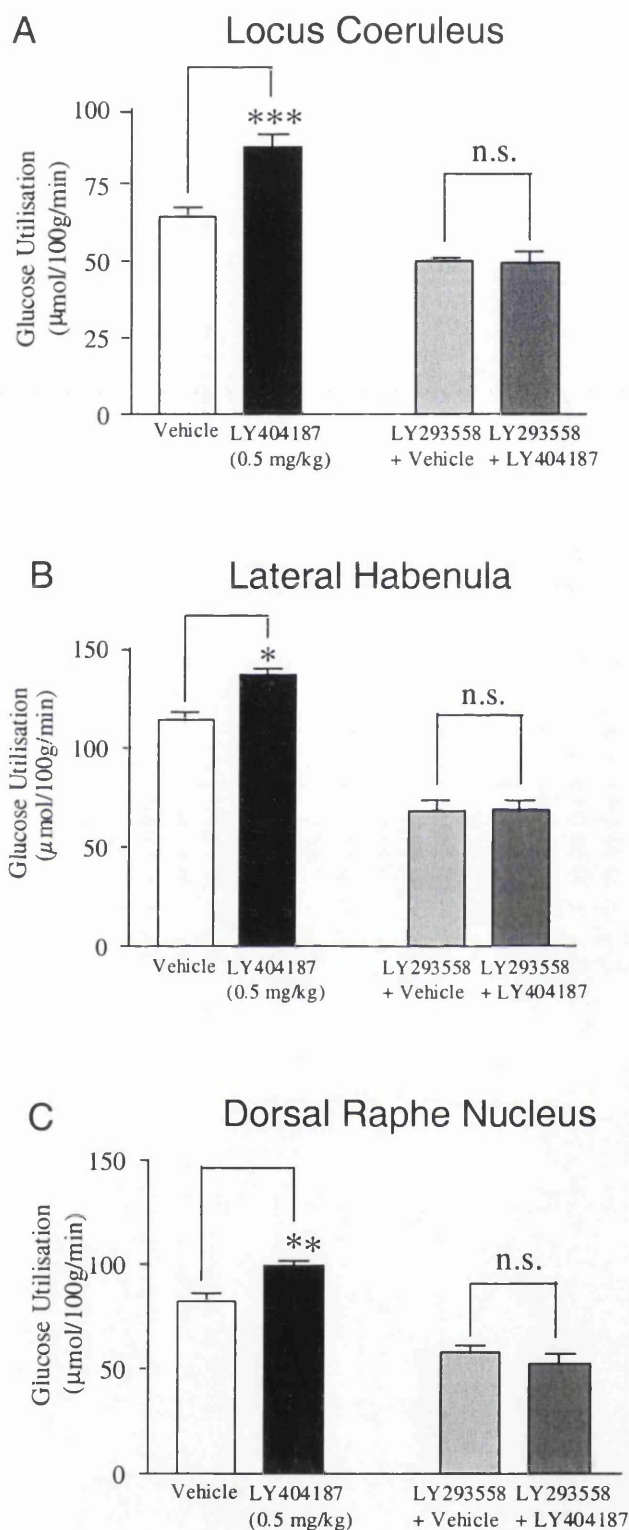 A
Locus Coeruleus
Glucose Utilisation
(µmol/100g/min)
100
75
50
25
0
***
n.s.
Vehicle
LY404187
(0.5 mg/kg)
LY293558
+ Vehicle
LY293558
+ LY404187
B
Lateral Habenula
Glucose Utilisation
(µmol/100g/min)
150
100
50
0
*
n.s.
Vehicle
LY404187
(0.5 mg/kg)
LY293558
+ Vehicle
LY293558
+ LY404187
C
Dorsal Raphe Nucleus
Glucose Utilisation
(µmol/100g/min)
150
100
50
0
**
n.s.
Vehicle
LY404187
(0.5 mg/kg)
LY293558
+ Vehicle
LY293558
+ LY404187